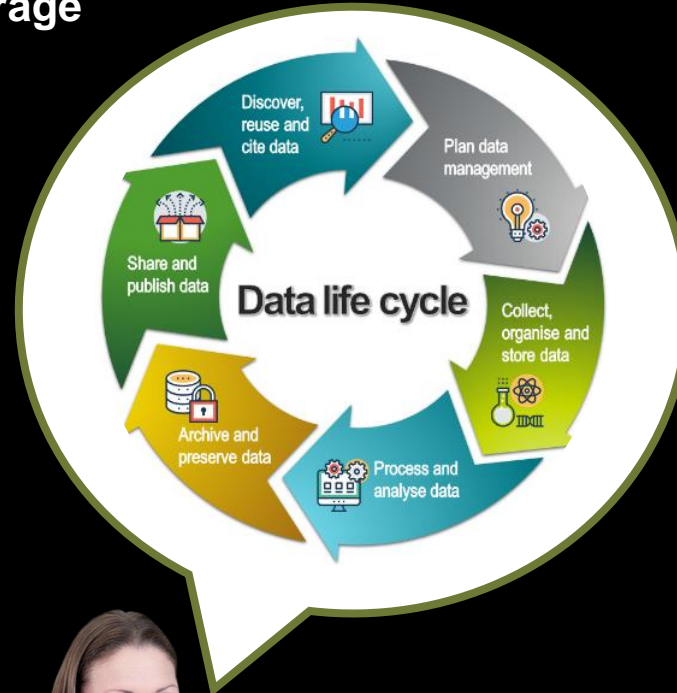 rage
Discover,
reuse and
cite data
Plan data
management
Share and
publish data
Data life cycle
Collect,
organise and
store data
Archive and
preserve data
Process and
analyse data